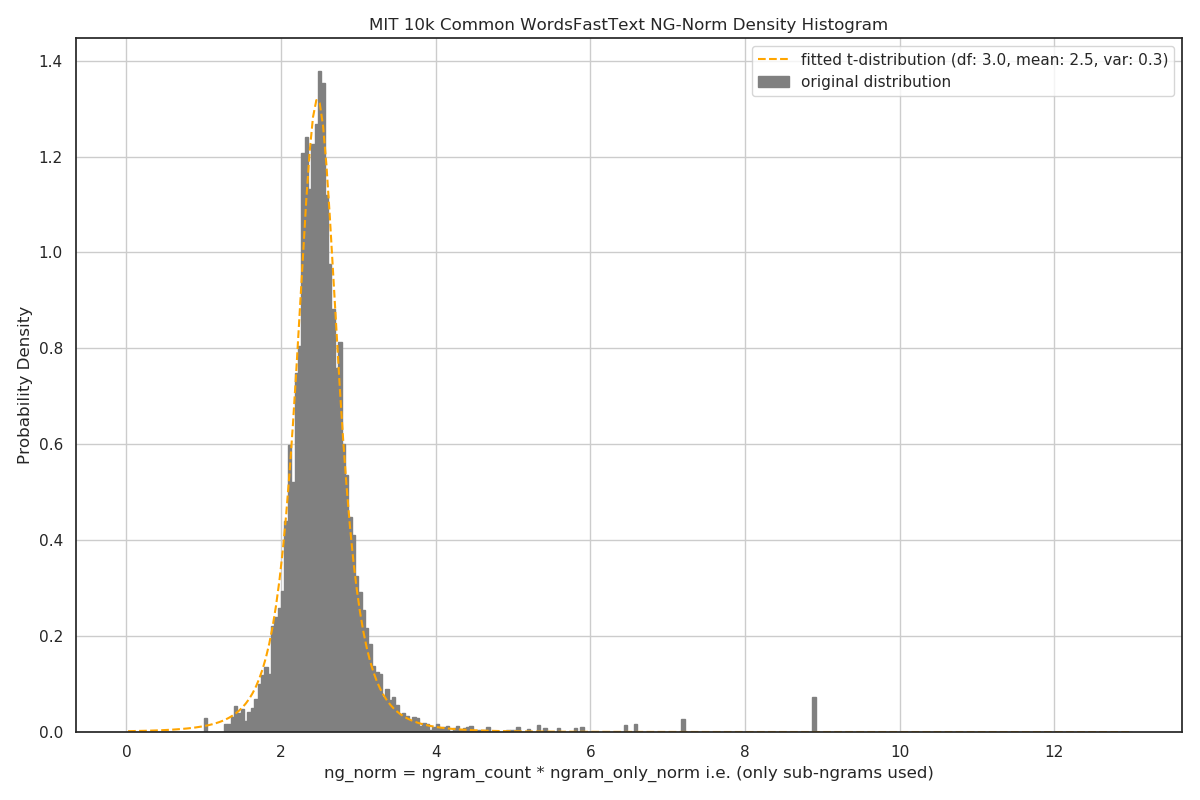 MIT 10k Common WordsFastText NG-Norm Density Histogram
fitted t-distribution (df: 3.0, mean: 2.5, var: 0.3)
original distribution
Probability Density
1.4
1.2
1.0
0.8
0.6
0.4
0.2
0.0
0 2 4 6 8 10 12
ng_norm = ngram_count * ngram_only_norm i.e. (only sub-ngrams used)